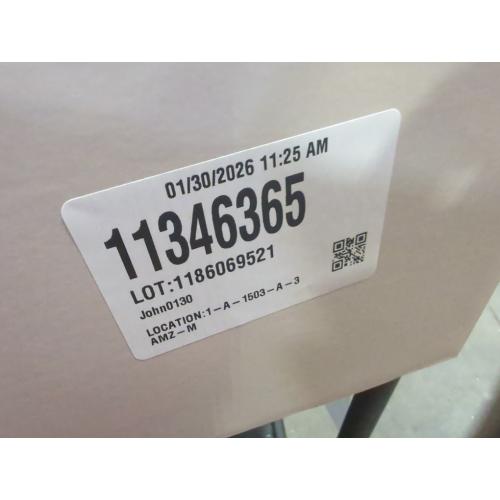 01/30/2026 11:25 AM
11346365
LOT:1186069521
John0130
LOCATION:1-A-1503-A-3
AMZ-M